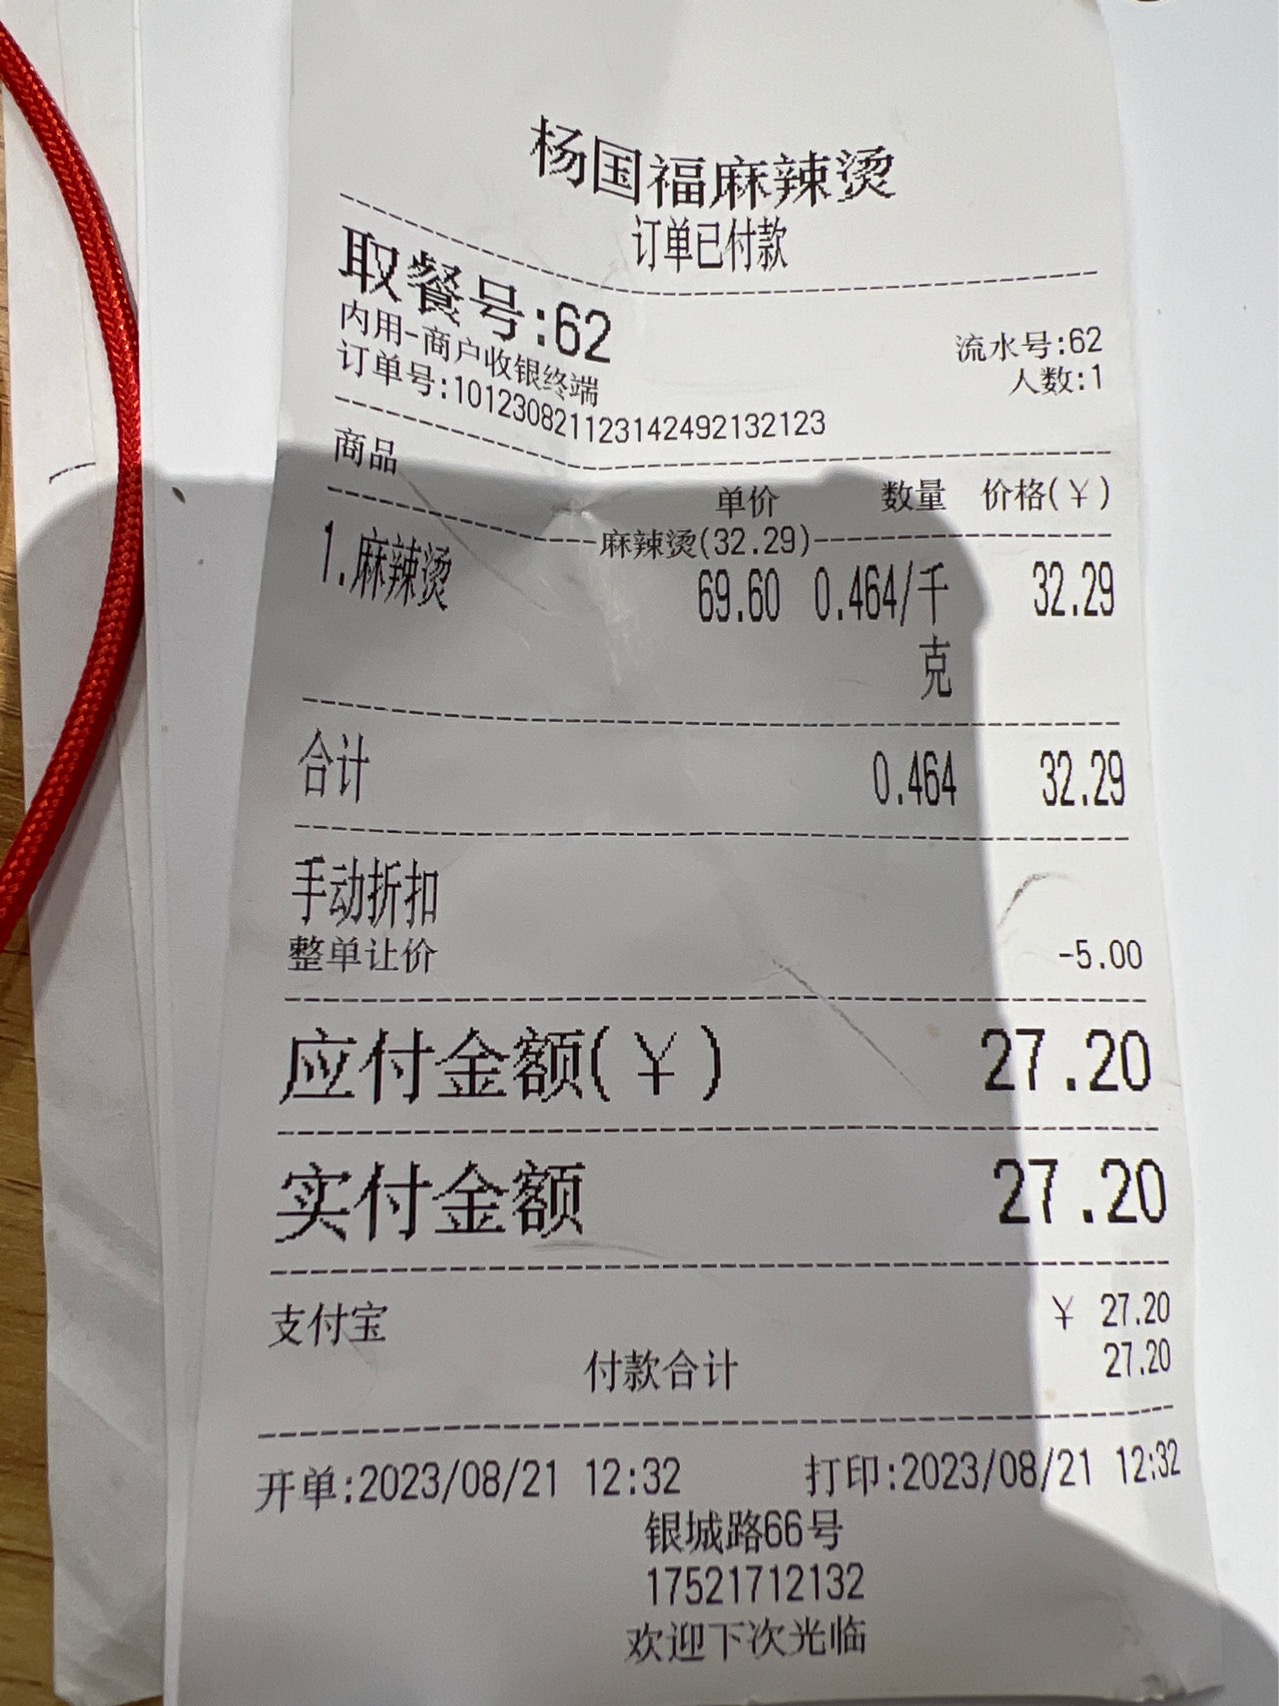 杨国福麻辣烫
订单已付款
取餐号:62
内用-商户收银终端 流水号:62
订单号:101230821123142492132123 人数:1
商品 单价 数量 价格(¥)
麻辣烫(32.29)
1.麻辣烫 69.60 0.464/千克 32.29
合计 0.464 32.29
手动折扣
整单让价 -5.00
应付金额(¥) 27.20
实付金额 27.20
支付宝 ¥ 27.20
付款合计 27.20
开单:2023/08/21 12:32 打印:2023/08/21 12:32
银城路66号
17521712132
欢迎下次光临